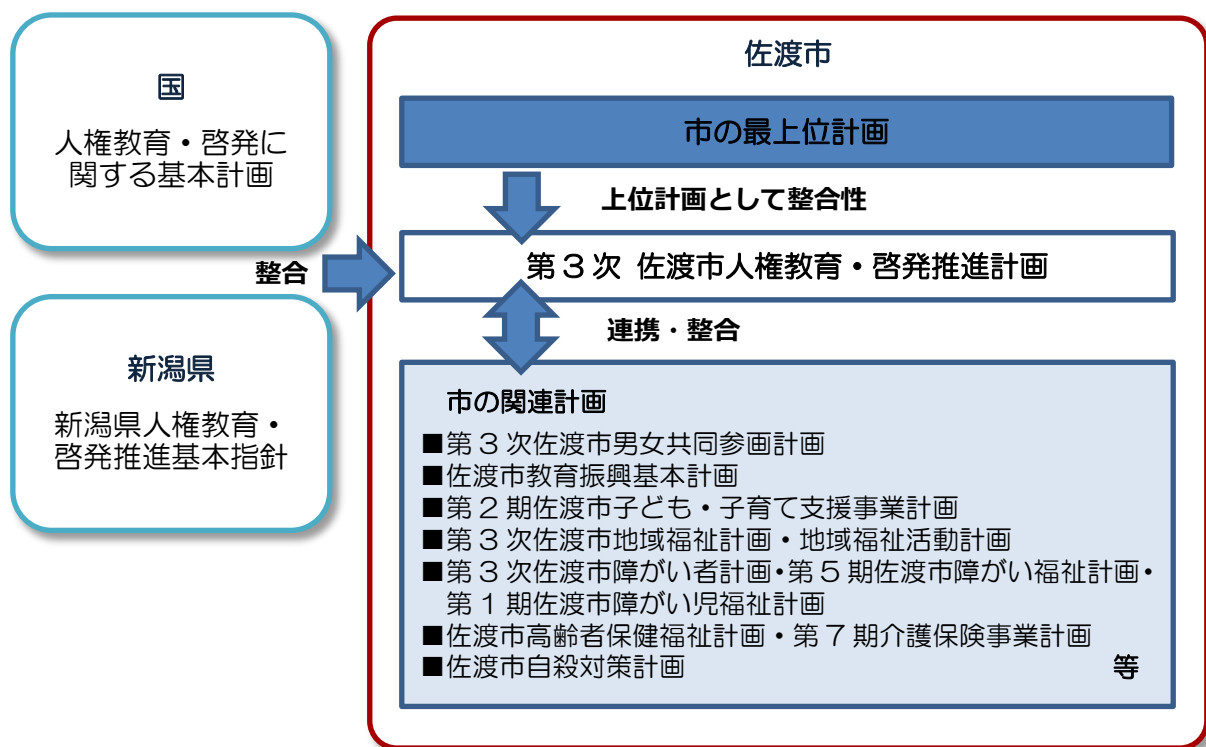 国
人権教育・啓発に
関する基本計画
整合
新潟県
新潟県人権教育・
啓発推進基本指針
佐渡市
市の最上位計画
上位計画として整合性
第3次 佐渡市人権教育・啓発推進計画
連携・整合
市の関連計画
■第3次佐渡市男女共同参画計画
■佐渡市教育振興基本計画
■第2期佐渡市子ども・子育て支援事業計画
■第3次佐渡市地域福祉計画・地域福祉活動計画
■第3次佐渡市障がい者計画・第5期佐渡市障がい福祉計画・
第1期佐渡市障がい児福祉計画
■佐渡市高齢者保健福祉計画・第7期介護保険事業計画
■佐渡市自殺対策計画 等